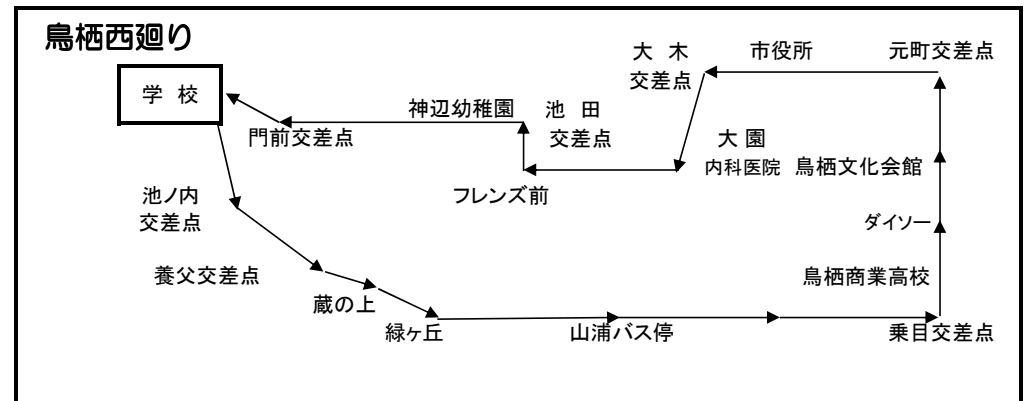 鳥栖西廻り
学 校
門前交差点
神辺幼稚園
池 田
交差点
大 木
交差点
市役所
元町交差点
大 園
内科医院
鳥栖文化会館
フレンズ前
ダイソー
池ノ内
交差点
養父交差点
蔵の上
緑ヶ丘
山浦バス停
鳥栖商業高校
乗目交差点